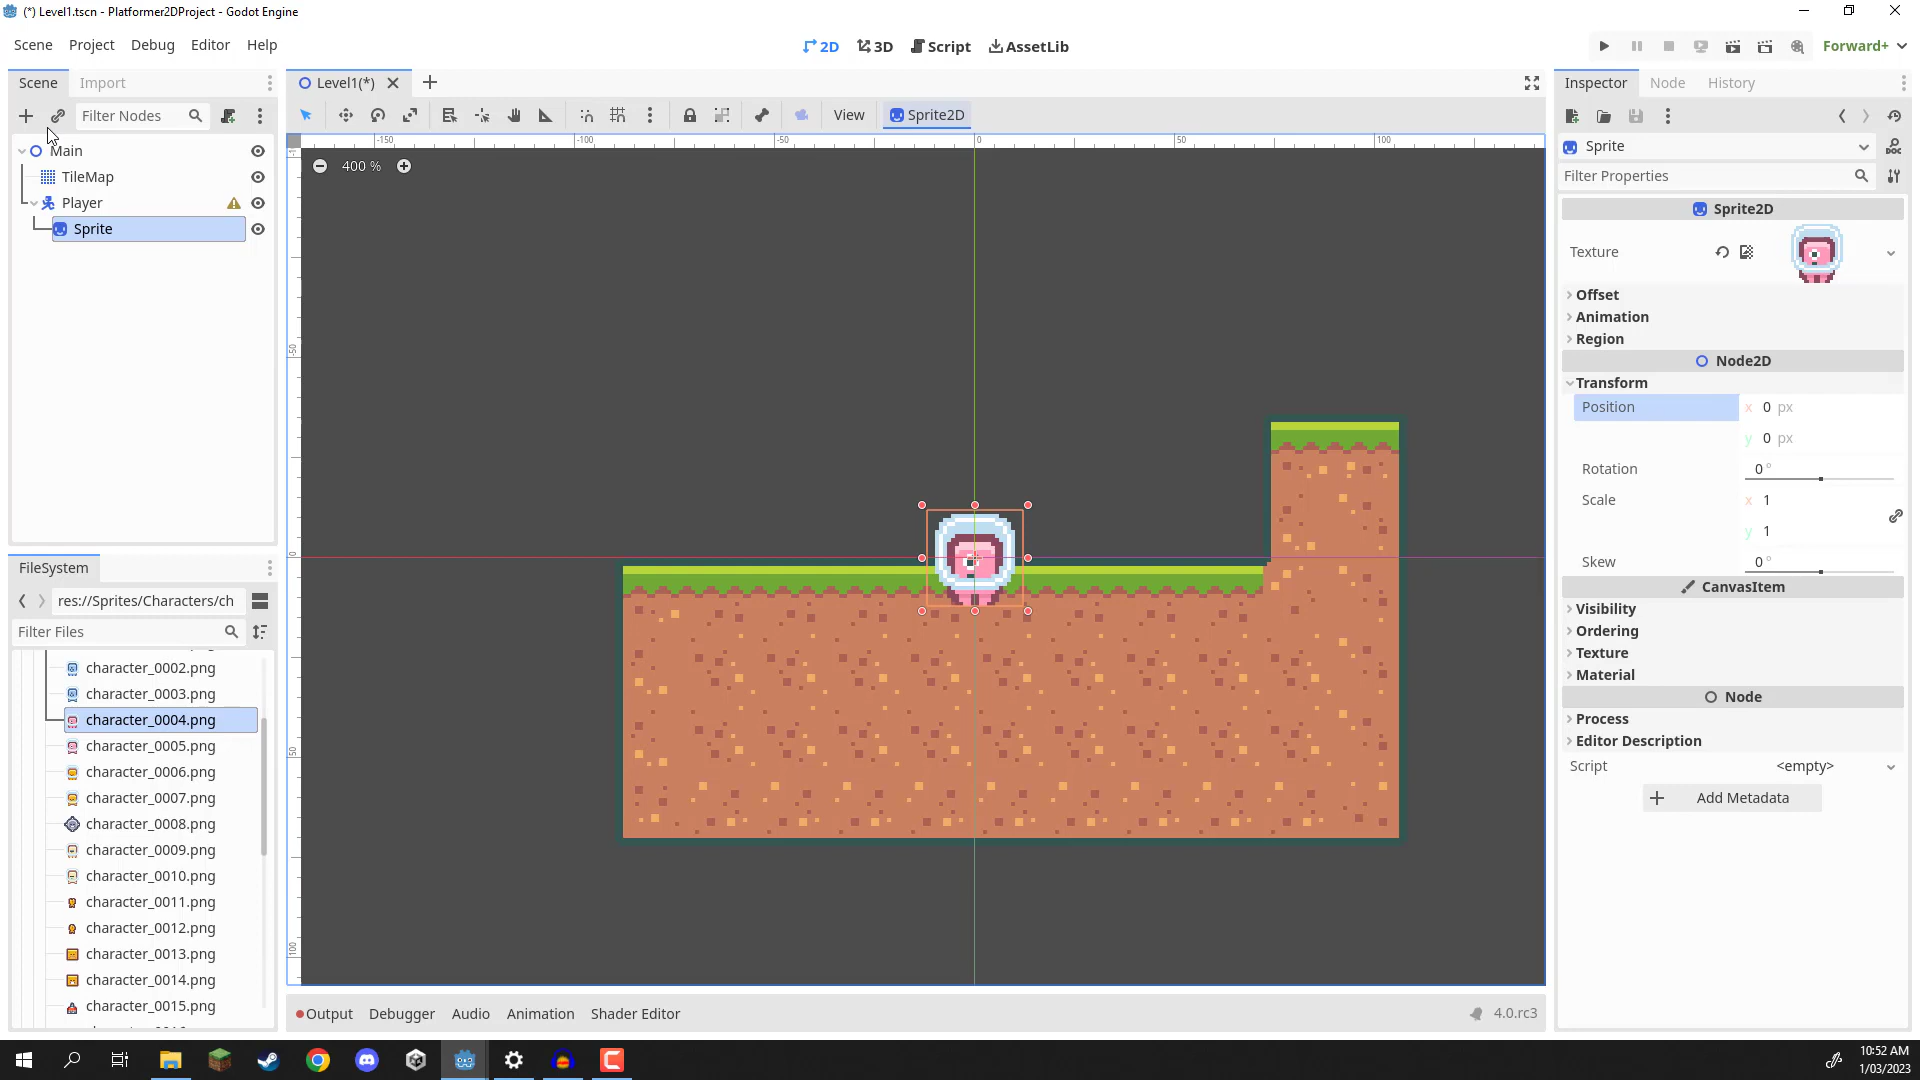 (*) Level1.tscn - Platformer2DProject - Godot Engine
Scene Project Debug Editor Help
2D 3D Script AssetLib
Forward+
Scene Import
Level1(*)
Inspector Node History
Filter Nodes
View Sprite2D
Main
TileMap
Player
Sprite
-150 -100 -50 0 50 100
400 %
-50
0
50
100
Sprite
Filter Properties
Sprite2D
Texture
Offset
Animation
Region
Node2D
Transform
Position x 0 px
y 0 px
Rotation 0 °
Scale x 1
y 1
Skew 0 °
CanvasItem
Visibility
Ordering
Texture
Material
Node
Process
Editor Description
Script <empty>
Add Metadata
FileSystem
res://Sprites/Characters/ch
Filter Files
character_0002.png
character_0003.png
character_0004.png
character_0005.png
character_0006.png
character_0007.png
character_0008.png
character_0009.png
character_0010.png
character_0011.png
character_0012.png
character_0013.png
character_0014.png
character_0015.png
Output Debugger Audio Animation Shader Editor
4.0.rc3
10:52 AM
1/03/2023